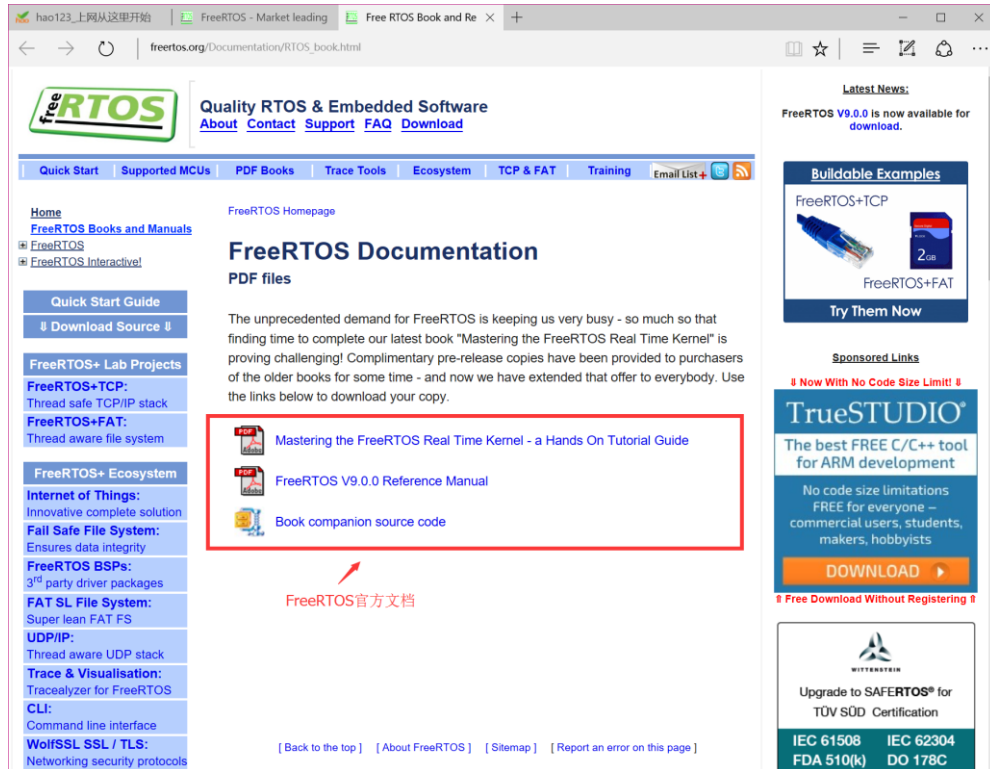 hao123_上网从这里开始
FreeRTOS - Market leading
Free RTOS Book and Re
freertos.org/Documentation/RTOS_book.html
free RTOS
Quality RTOS & Embedded Software
About Contact Support FAQ Download
Quick Start Supported MCUs PDF Books Trace Tools Ecosystem TCP & FAT Training Email List+
Home
FreeRTOS Books and Manuals
FreeRTOS
FreeRTOS Interactive!
Quick Start Guide
⇓ Download Source ⇓
FreeRTOS+ Lab Projects
FreeRTOS+TCP:
Thread safe TCP/IP stack
FreeRTOS+FAT:
Thread aware file system
FreeRTOS+ Ecosystem
Internet of Things:
Innovative complete solution
Fail Safe File System:
Ensures data integrity
FreeRTOS BSPs:
3rd party driver packages
FAT SL File System:
Super lean FAT FS
UDP/IP:
Thread aware UDP stack
Trace & Visualisation:
Tracealyzer for FreeRTOS
CLI:
Command line interface
WolfSSL SSL / TLS:
Networking security protocols
FreeRTOS Homepage
FreeRTOS Documentation
PDF files
The unprecedented demand for FreeRTOS is keeping us very busy - so much so that
finding time to complete our latest book "Mastering the FreeRTOS Real Time Kernel" is
proving challenging! Complimentary pre-release copies have been provided to purchasers
of the older books for some time - and now we have extended that offer to everybody. Use
the links below to download your copy.
PDF Adobe
Mastering the FreeRTOS Real Time Kernel - a Hands On Tutorial Guide
PDF Adobe
FreeRTOS V9.0.0 Reference Manual
Book companion source code
FreeRTOS官方文档
[ Back to the top ] [ About FreeRTOS ] [ Sitemap ] [ Report an error on this page ]
Latest News:
FreeRTOS V9.0.0 is now available for
download.
Buildable Examples
FreeRTOS+TCP
2GB
FreeRTOS+FAT
Try Them Now
Sponsored Links
⇓ Now With No Code Size Limit! ⇓
TrueSTUDIO®
The best FREE C/C++ tool
for ARM development
No code size limitations
FREE for everyone –
commercial users, students,
makers, hobbyists
DOWNLOAD
⇑ Free Download Without Registering ⇑
WITTENSTEIN
Upgrade to SAFERTOS® for
TÜV SÜD Certification
IEC 61508 IEC 62304
FDA 510(k) DO 178C